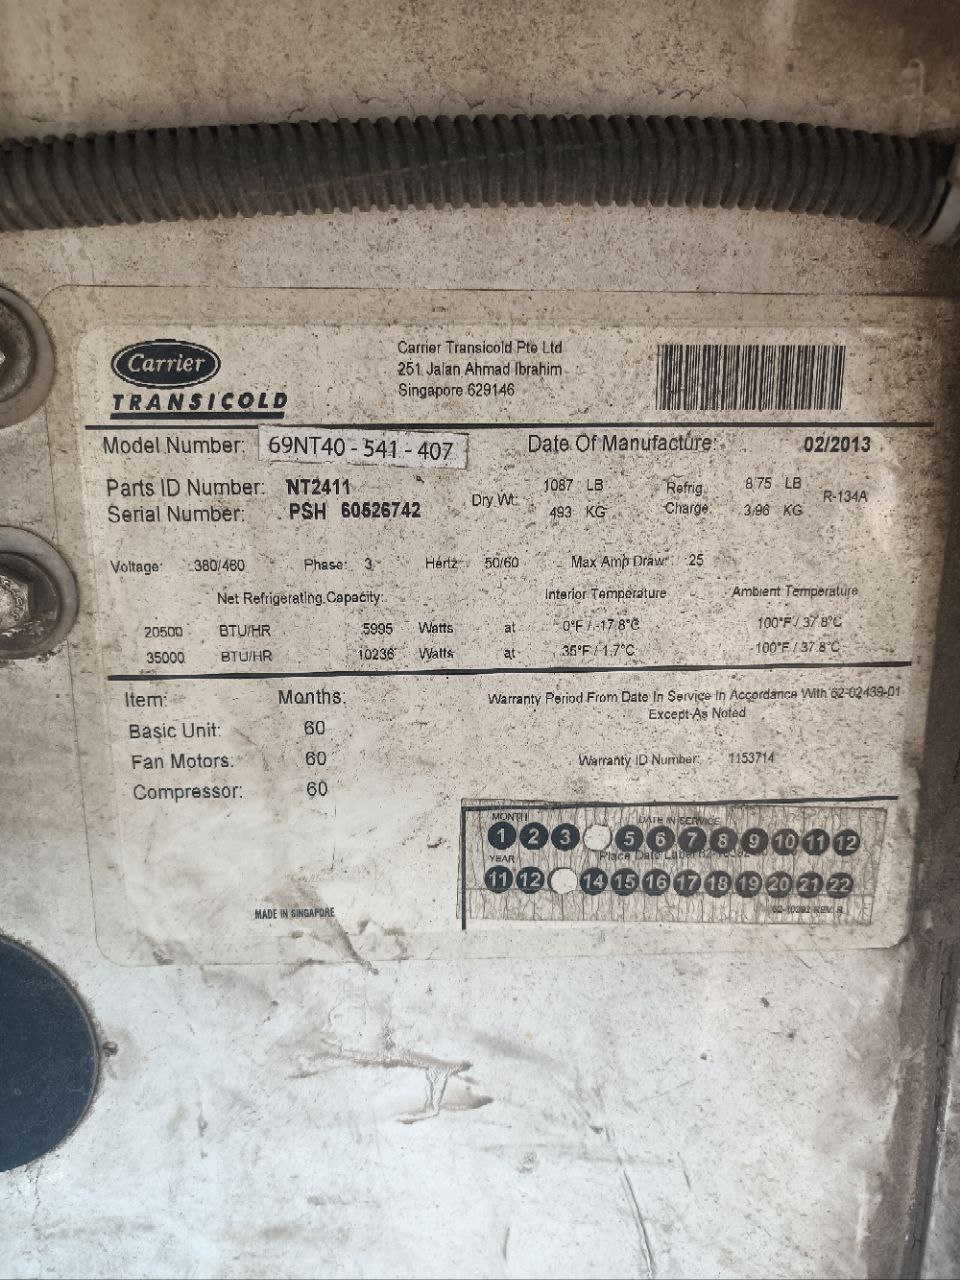 Carrier
TRANSICOLD
Carrier Transicold Pte Ltd
251 Jalan Ahmad Ibrahim
Singapore 629146
Model Number: 69NT40-541-407 Date Of Manufacture: 02/2013
Parts ID Number: NT2411
Serial Number: PSH 60526742
Dry Wt: 1087 LB
493 KG
Refrig. Charge: 8.75 LB
3.96 KG
R-134A
Voltage: 380/460 Phase: 3 Hertz: 50/60 Max Amp Draw: 25
Net Refrigerating Capacity: Interior Temperature Ambient Temperature
20500 BTU/HR 5995 Watts at 0°F / -17.8°C 100°F / 37.8°C
35000 BTU/HR 10236 Watts at 35°F / 1.7°C 100°F / 37.8°C
Item: Months:
Basic Unit: 60
Fan Motors: 60
Compressor: 60
Warranty Period From Date In Service In Accordance With 62-02439-01
Except As Noted
Warranty ID Number: 1153714
MONTH DATE IN SERVICE
1 2 3 5 6 7 8 9 10 11 12
Place Date Label
YEAR
11 12 14 15 16 17 18 19 20 21 22
62-10392 REV B
MADE IN SINGAPORE